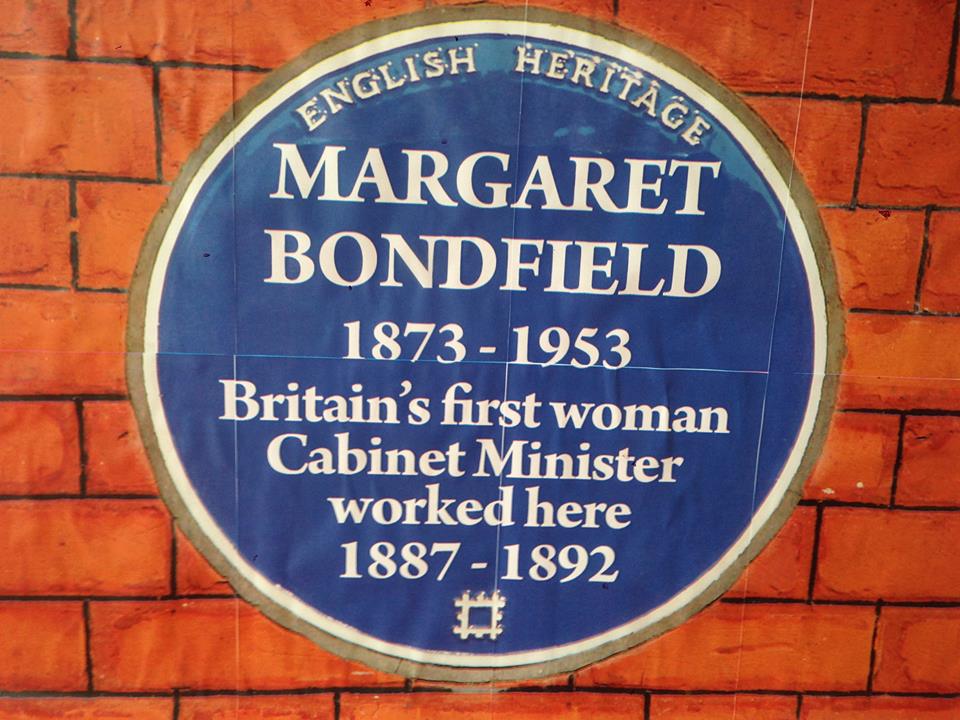 ENGLISH HERITAGE
MARGARET
BONDFIELD
1873 - 1953
Britain's first woman
Cabinet Minister
worked here
1887 - 1892